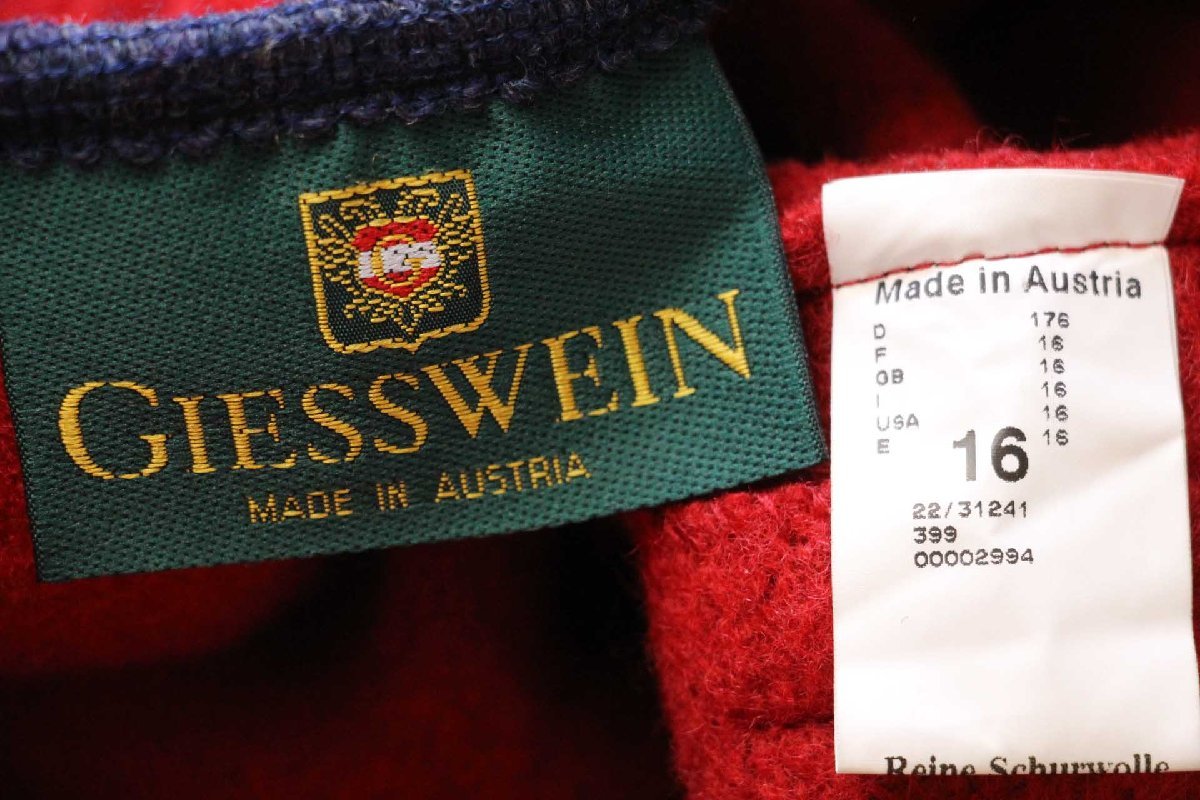 G
GIESSWEIN
MADE IN AUSTRIA
Made in Austria
D 176
F 16
GB 16
I 16
USA 16
E 16
16
22/31241
399
00002994
Reine Schurwolle